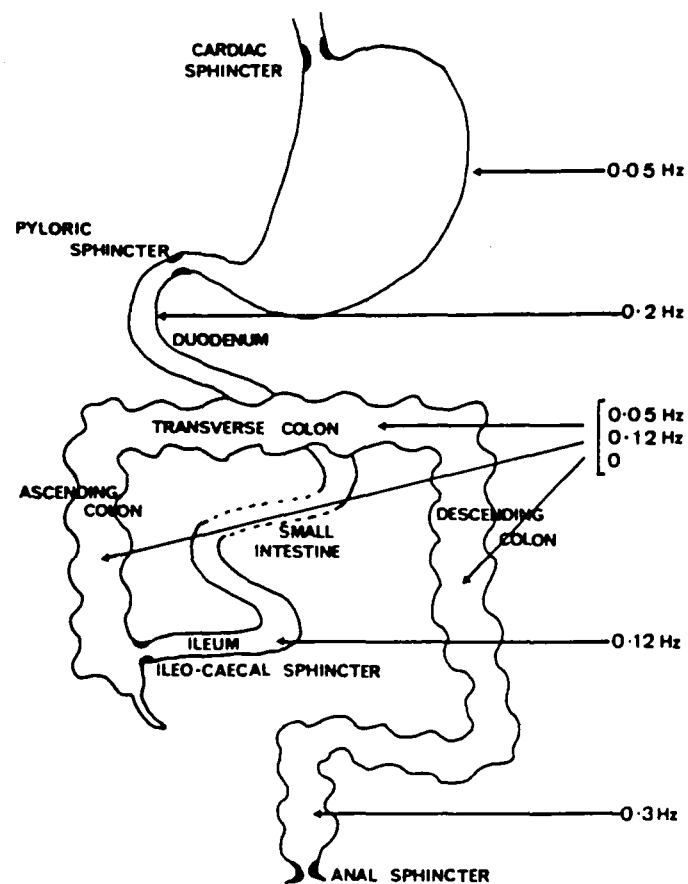 CARDIAC
SPHINCTER
0·05 Hz
PYLORIC
SPHINCTER
0·2 Hz
DUODENUM
0·05 Hz
TRANSVERSE COLON
0·12 Hz
0
ASCENDING
COLON
DESCENDING
COLON
SMALL
INTESTINE
ILEUM
0·12 Hz
ILEO-CAECAL SPHINCTER
0·3 Hz
ANAL SPHINCTER